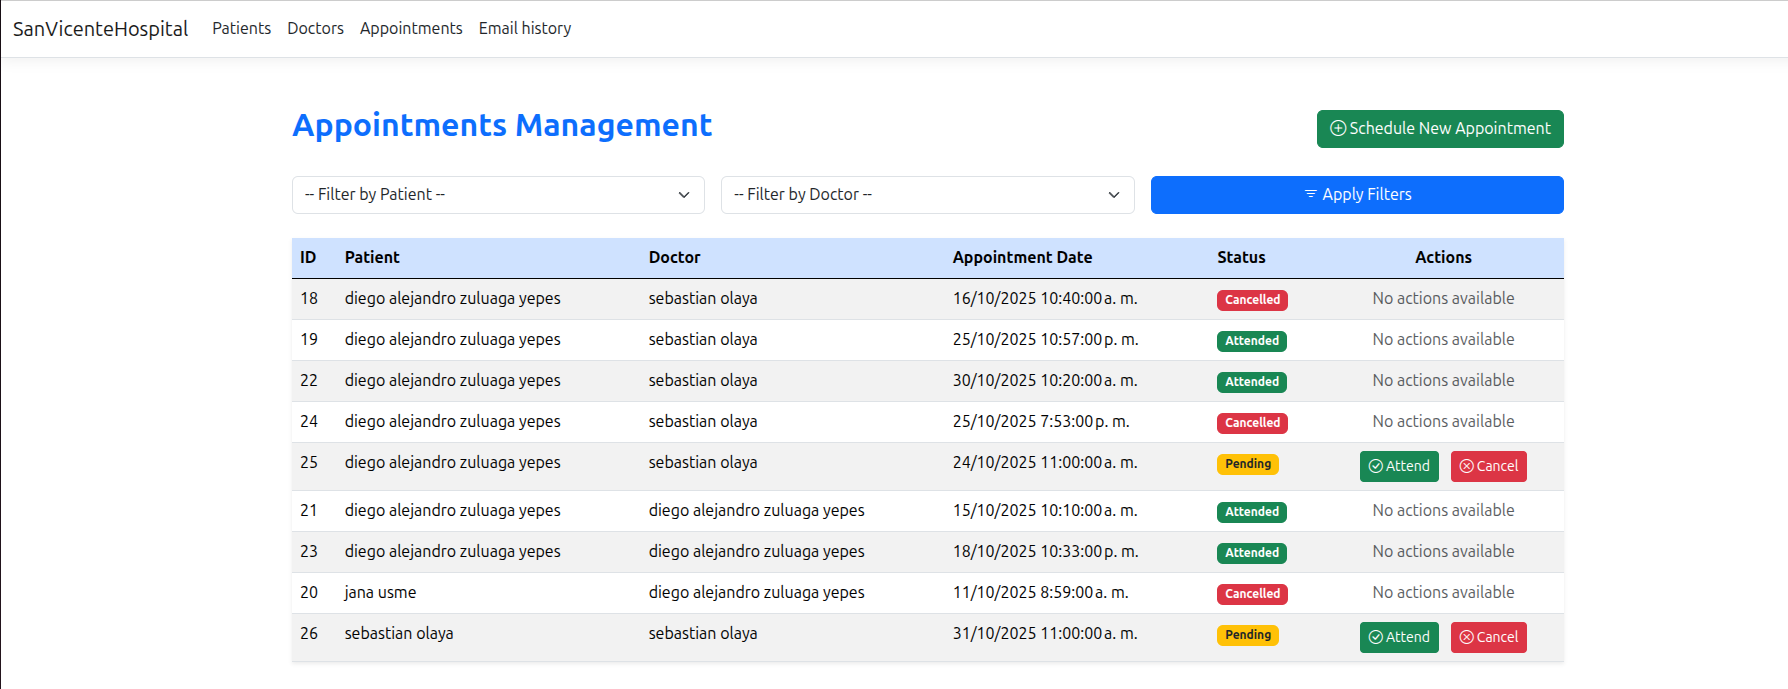 SanVicenteHospital Patients Doctors Appointments Email history
Appointments Management
Schedule New Appointment
-- Filter by Patient -- -- Filter by Doctor -- Apply Filters
ID Patient Doctor Appointment Date Status Actions
18 diego alejandro zuluaga yepes sebastian olaya 16/10/2025 10:40:00 a. m. Cancelled No actions available
19 diego alejandro zuluaga yepes sebastian olaya 25/10/2025 10:57:00 p. m. Attended No actions available
22 diego alejandro zuluaga yepes sebastian olaya 30/10/2025 10:20:00 a. m. Attended No actions available
24 diego alejandro zuluaga yepes sebastian olaya 25/10/2025 7:53:00 p. m. Cancelled No actions available
25 diego alejandro zuluaga yepes sebastian olaya 24/10/2025 11:00:00 a. m. Pending Attend Cancel
21 diego alejandro zuluaga yepes diego alejandro zuluaga yepes 15/10/2025 10:10:00 a. m. Attended No actions available
23 diego alejandro zuluaga yepes diego alejandro zuluaga yepes 18/10/2025 10:33:00 p. m. Attended No actions available
20 jana usme diego alejandro zuluaga yepes 11/10/2025 8:59:00 a. m. Cancelled No actions available
26 sebastian olaya sebastian olaya 31/10/2025 11:00:00 a. m. Pending Attend Cancel